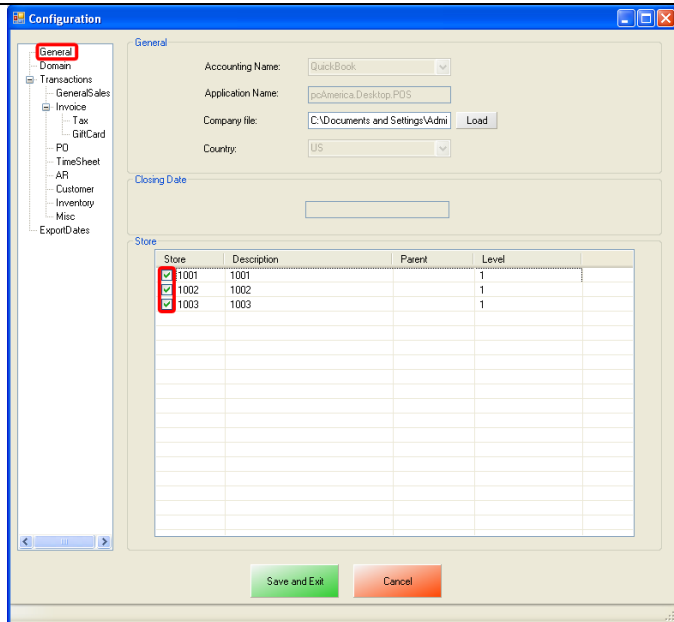 Configuration
General
Domain
Transactions
GeneralSales
Invoice
Tax
GiftCard
PO
TimeSheet
AR
Customer
Inventory
Misc
ExportDates
General
Accounting Name: QuickBook
Application Name: pcAmerica.Desktop.POS
Company file: C:\Documents and Settings\Admi Load
Country: US
Closing Date
Store
Store Description Parent Level
1001 1001 1
1002 1002 1
1003 1003 1
Save and Exit Cancel